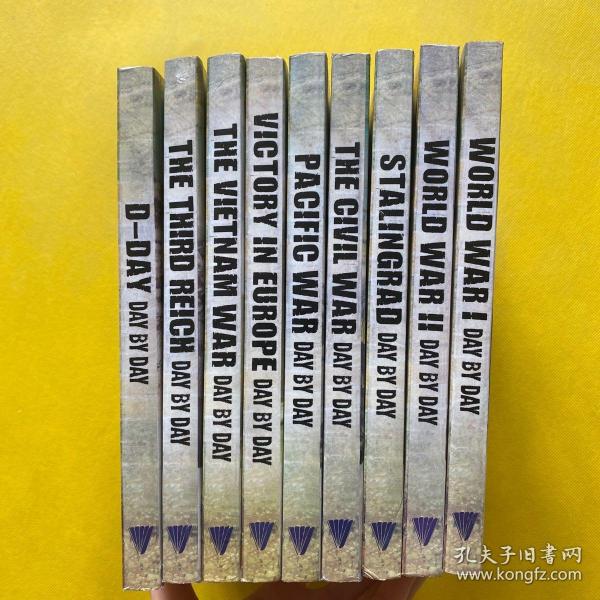 D-DAY DAY BY DAY
THE THIRD REICH DAY BY DAY
THE VIETNAM WAR DAY BY DAY
VICTORY IN EUROPE DAY BY DAY
PACIFIC WAR DAY BY DAY
THE CIVIL WAR DAY BY DAY
STALINGRAD DAY BY DAY
WORLD WAR II DAY BY DAY
WORLD WAR I DAY BY DAY
孔夫子旧书网
www.kongfz.com